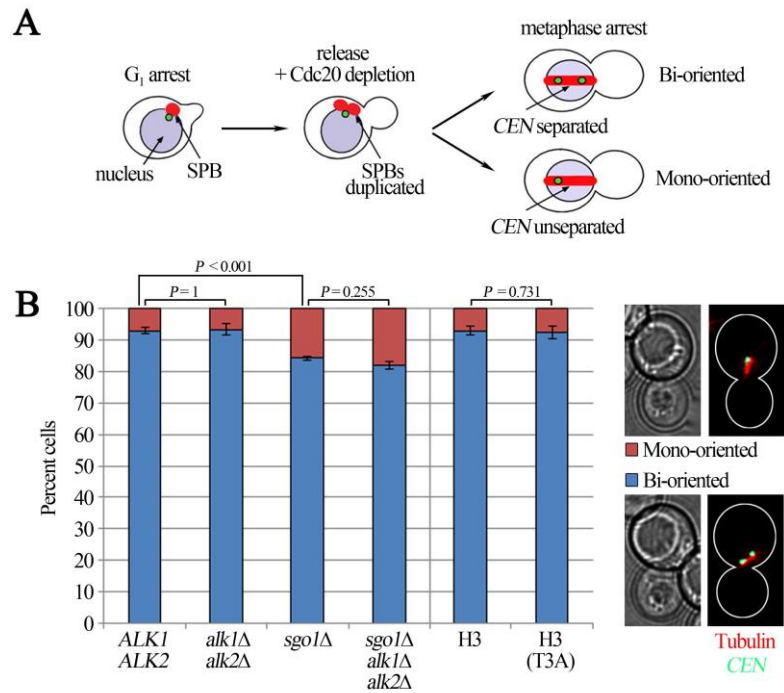 A
G₁ arrest
release
+ Cdc20 depletion
metaphase arrest
nucleus
SPB
SPBs
duplicated
CEN separated
Bi-oriented
CEN unseparated
Mono-oriented
B
P < 0.001
P = 1
P = 0.255
P = 0.731
Percent cells
100
90
80
70
60
50
40
30
20
10
0
ALK1
ALK2
alk1Δ
alk2Δ
sgo1Δ
sgo1Δ
alk1Δ
alk2Δ
H3
H3
(T3A)
Mono-oriented
Bi-oriented
Tubulin
CEN